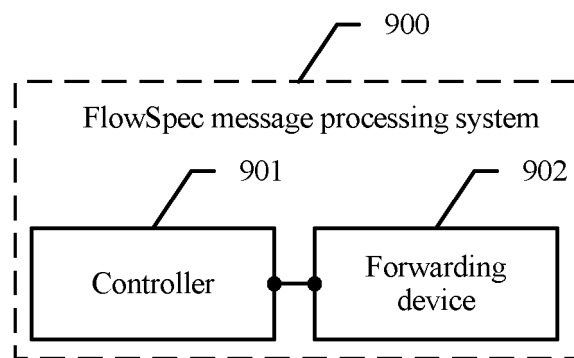 900
FlowSpec message processing system
901
902
Controller
Forwarding
device